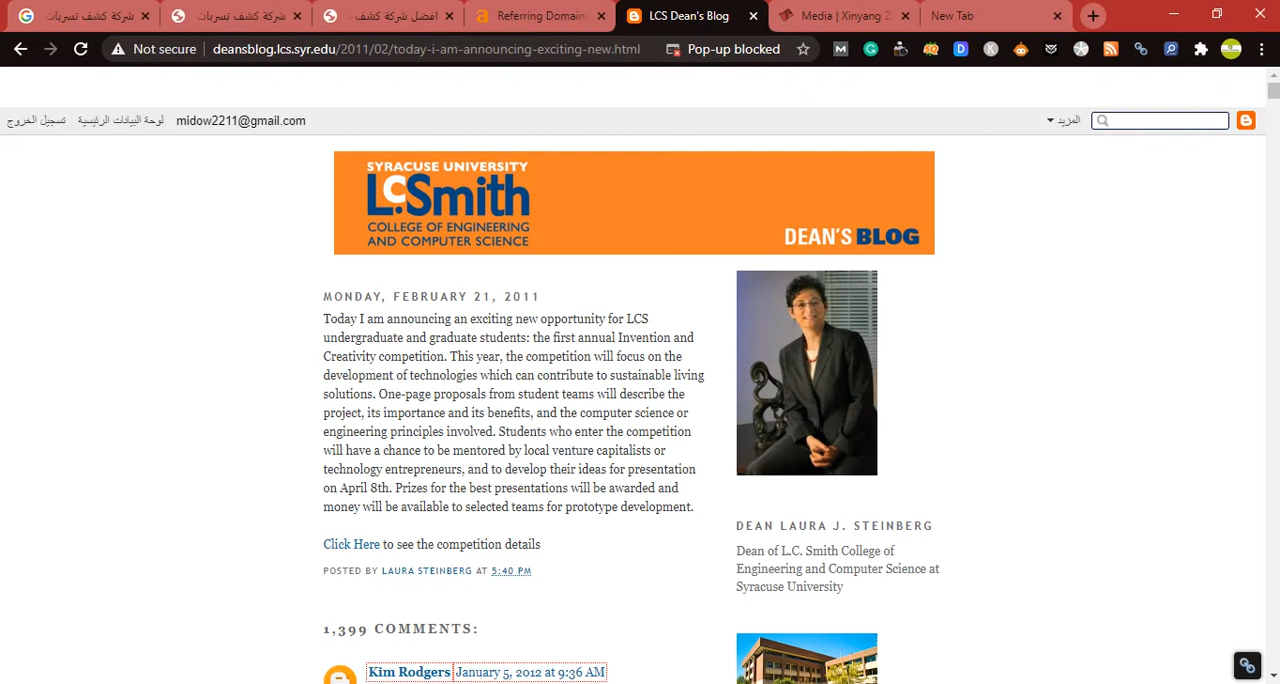 شركة كشف تسربات
شركة كشف تسربات
افضل شركة كشف
Referring Domain
LCS Dean's Blog
Media | Xinyang Z
New Tab
Not secure
deansblog.lcs.syr.edu/2011/02/today-i-am-announcing-exciting-new.html
Pop-up blocked
تسجيل الخروج
لوحة البيانات الرئيسية
midow2211@gmail.com
المزيد
SYRACUSE UNIVERSITY
L.C. Smith
COLLEGE OF ENGINEERING
AND COMPUTER SCIENCE
DEAN'S BLOG
MONDAY, FEBRUARY 21, 2011
Today I am announcing an exciting new opportunity for LCS
undergraduate and graduate students: the first annual Invention and
Creativity competition. This year, the competition will focus on the
development of technologies which can contribute to sustainable living
solutions. One-page proposals from student teams will describe the
project, its importance and its benefits, and the computer science or
engineering principles involved. Students who enter the competition
will have a chance to be mentored by local venture capitalists or
technology entrepreneurs, and to develop their ideas for presentation
on April 8th. Prizes for the best presentations will be awarded and
money will be available to selected teams for prototype development.
Click Here to see the competition details
POSTED BY LAURA STEINBERG AT 5:40 PM
DEAN LAURA J. STEINBERG
Dean of L.C. Smith College of
Engineering and Computer Science at
Syracuse University
1,399 COMMENTS:
Kim Rodgers January 5, 2012 at 9:36 AM